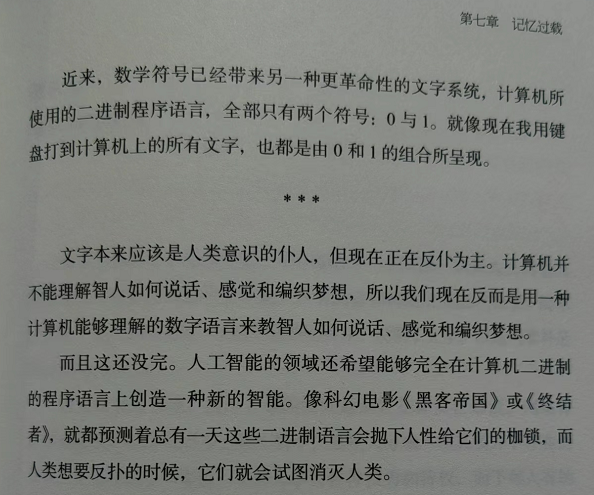 第七章 记忆过载
近来，数学符号已经带来另一种更革命性的文字系统，计算机所
使用的二进制程序语言，全部只有两个符号：0 与 1。就像现在我用键
盘打到计算机上的所有文字，也都是由 0 和 1 的组合所呈现。
***
文字本来应该是人类意识的仆人，但现在正在反仆为主。计算机并
不能理解智人如何说话、感觉和编织梦想，所以我们现在反而是用一种
计算机能够理解的数字语言来教智人如何说话、感觉和编织梦想。
而且这还没完。人工智能的领域还希望能够完全在计算机二进制
的程序语言上创造一种新的智能。像科幻电影《黑客帝国》或《终结
者》，就都预测着总有一天这些二进制语言会抛下人性给它们的枷锁，而
人类想要反扑的时候，它们就会试图消灭人类。